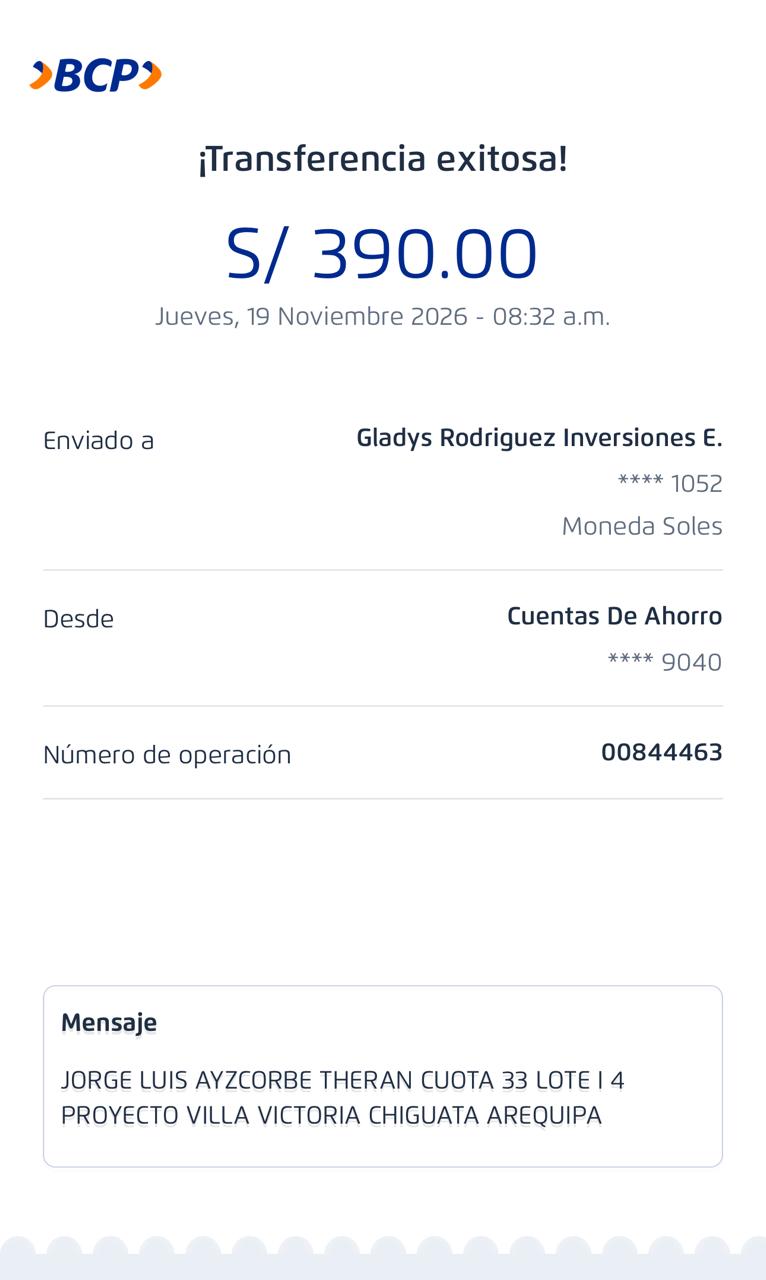 BCP
¡Transferencia exitosa!
S/ 390.00
Jueves, 19 Noviembre 2026 - 08:32 a.m.
Enviado a
Gladys Rodriguez Inversiones E.
**** 1052
Moneda Soles
Desde
Cuentas De Ahorro
**** 9040
Número de operación
00844463
Mensaje
JORGE LUIS AYZCORBE THERAN CUOTA 33 LOTE I 4
PROYECTO VILLA VICTORIA CHIGUATA AREQUIPA